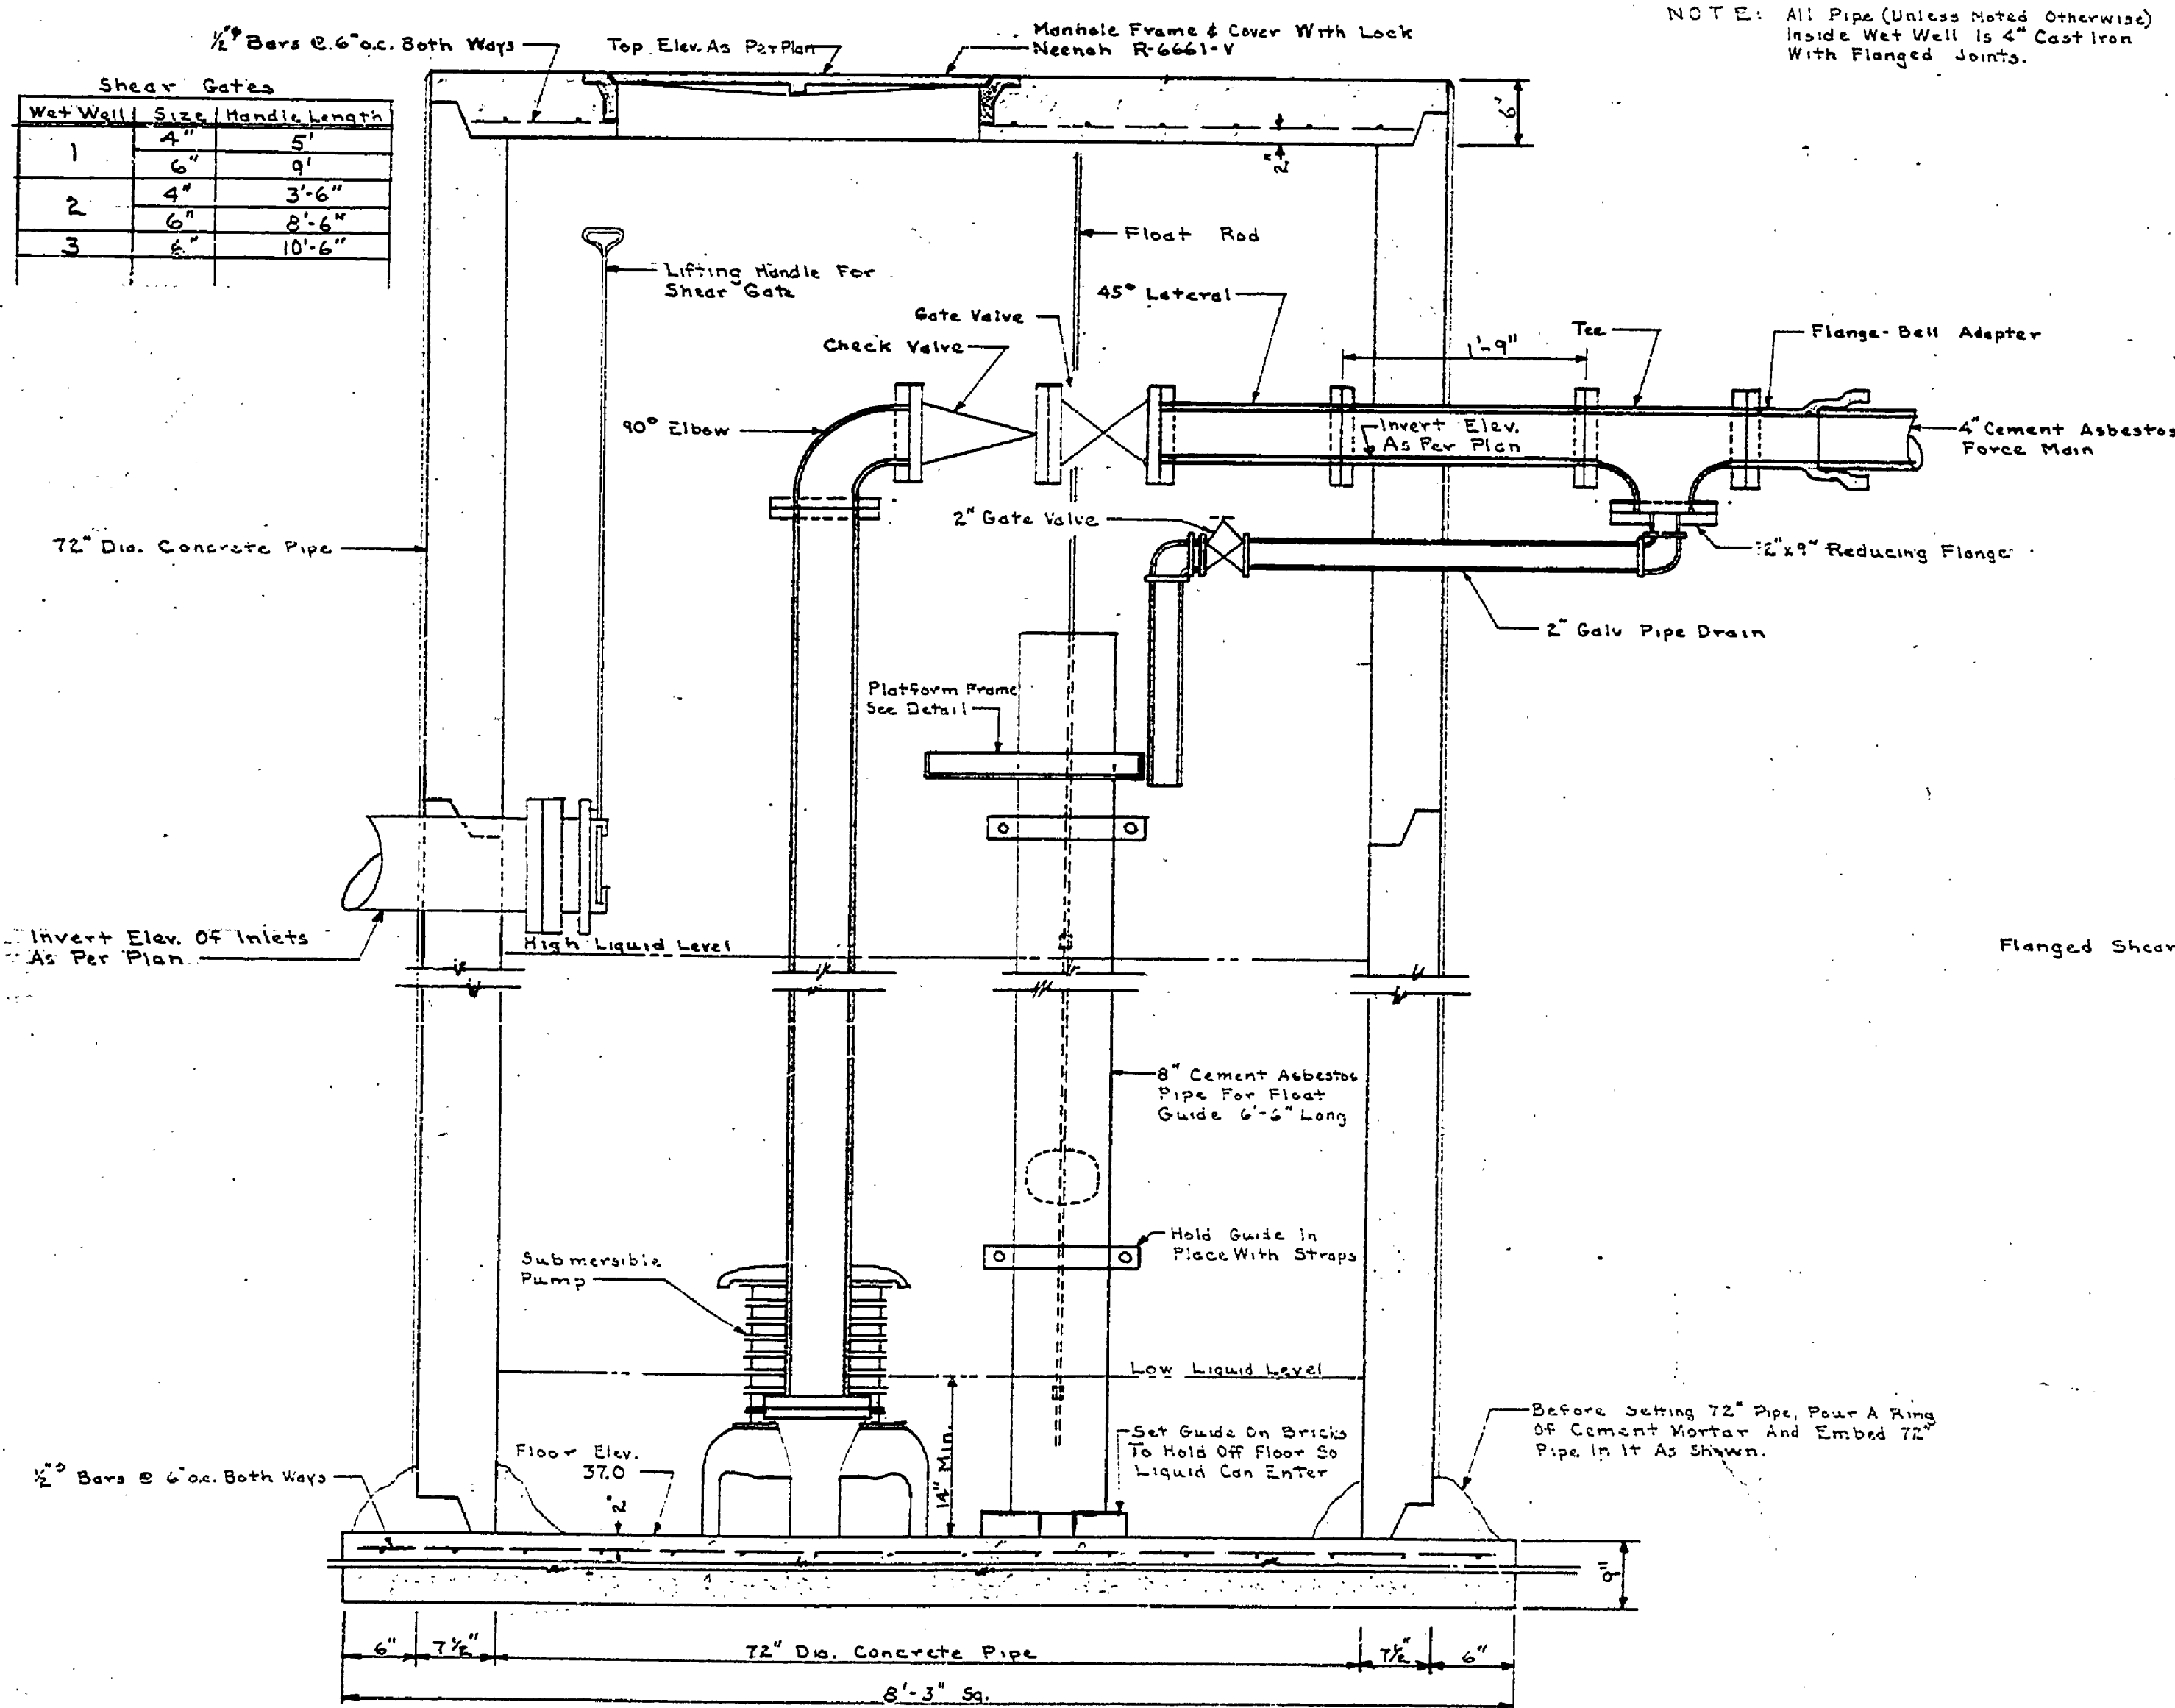 NOTE: All Pipe (Unless Noted Otherwise)
Inside Wet Well Is 4" Cast Iron
With Flanged Joints.
½"φ Bars @ 6" o.c. Both Ways
Top Elev. As Per Plan
Manhole Frame & Cover With Lock
Neenah R-6661-V
Shear Gates
Wet Well Size Handle Length
1 4" 5'
6" 9'
2 4" 3'-6"
6" 8'-6"
3 10'-6"
6"
2"
Float Rod
Lifting Handle For
Shear Gate
45° Lateral
Gate Valve
Check Valve
Tee
Flange-Bell Adapter
1'-9"
90° Elbow
Invert Elev.
As Per Plan
4" Cement Asbestos
Force Main
2" Gate Valve
72" Dia. Concrete Pipe
2"x9" Reducing Flange
2" Galv Pipe Drain
Platform Frame
See Detail
Invert Elev. Of Inlets
As Per Plan
High Liquid Level
Flanged Shear
8" Cement Asbestos
Pipe For Float
Guide 6'-6" Long
Hold Guide In
Place With Straps
Submersible
Pump
Low Liquid Level
14" Min.
Before Setting 72" Pipe, Pour A Ring
Of Cement Mortar And Embed 72"
Pipe In It As Shown.
Set Guide On Bricks
To Hold Off Floor So
Liquid Can Enter
Floor Elev.
37.0
½"φ Bars @ 6" o.c. Both Ways
2"
6" 7½" 72" Dia. Concrete Pipe 7½" 6"
8'-3" Sq.